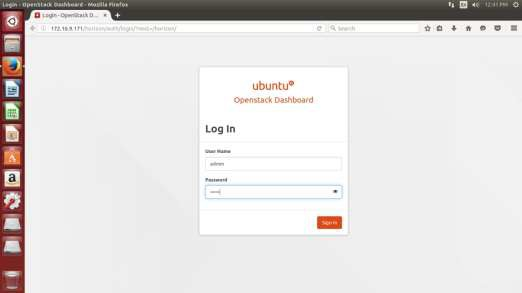 Login - OpenStack Dashboard - Mozilla Firefox
12:41 PM
Login - OpenStack D...
172.16.9.171/horizon/auth/login/?next=/horizon/
Search
ubuntu®
Openstack Dashboard
Log In
User Name
admin
Password
Sign In